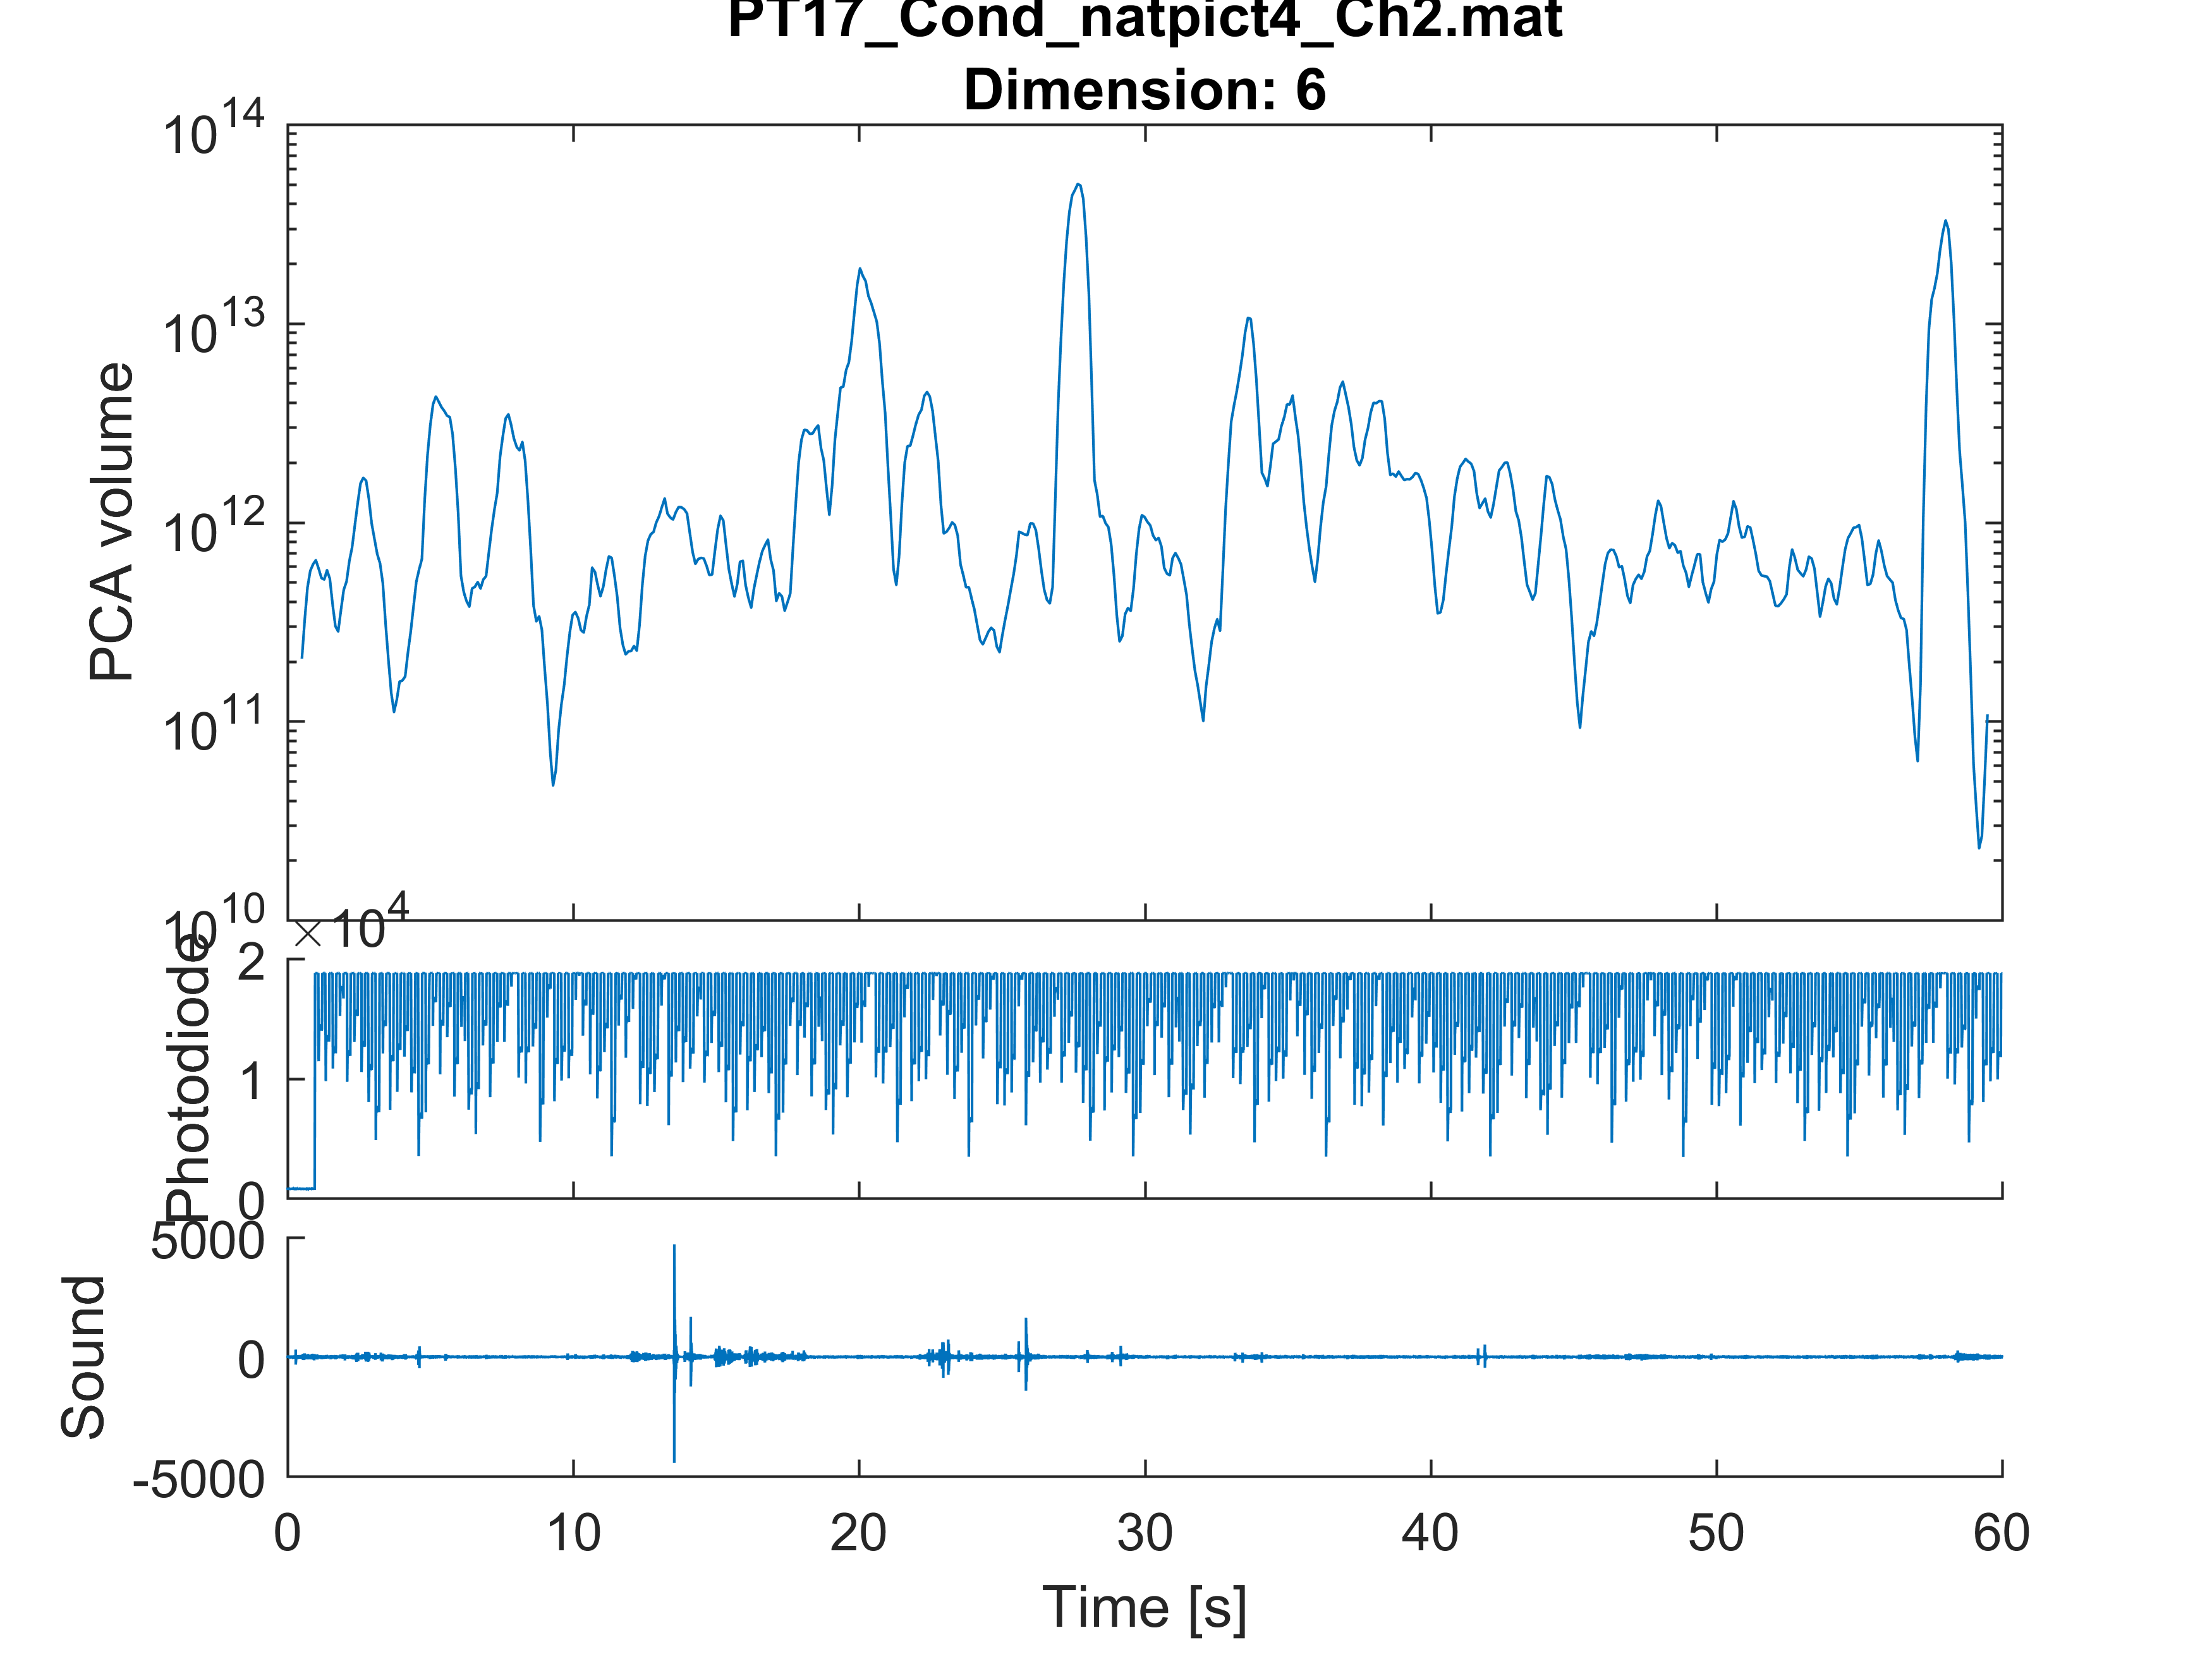 PT17_Cond_natpict4_Ch2.mat
Dimension: 6
10^14
10^13
10^12
10^11
10^10
PCA volume
× 10^4
2
1
0
Photodiode
5000
0
-5000
Sound
0 10 20 30 40 50 60
Time [s]